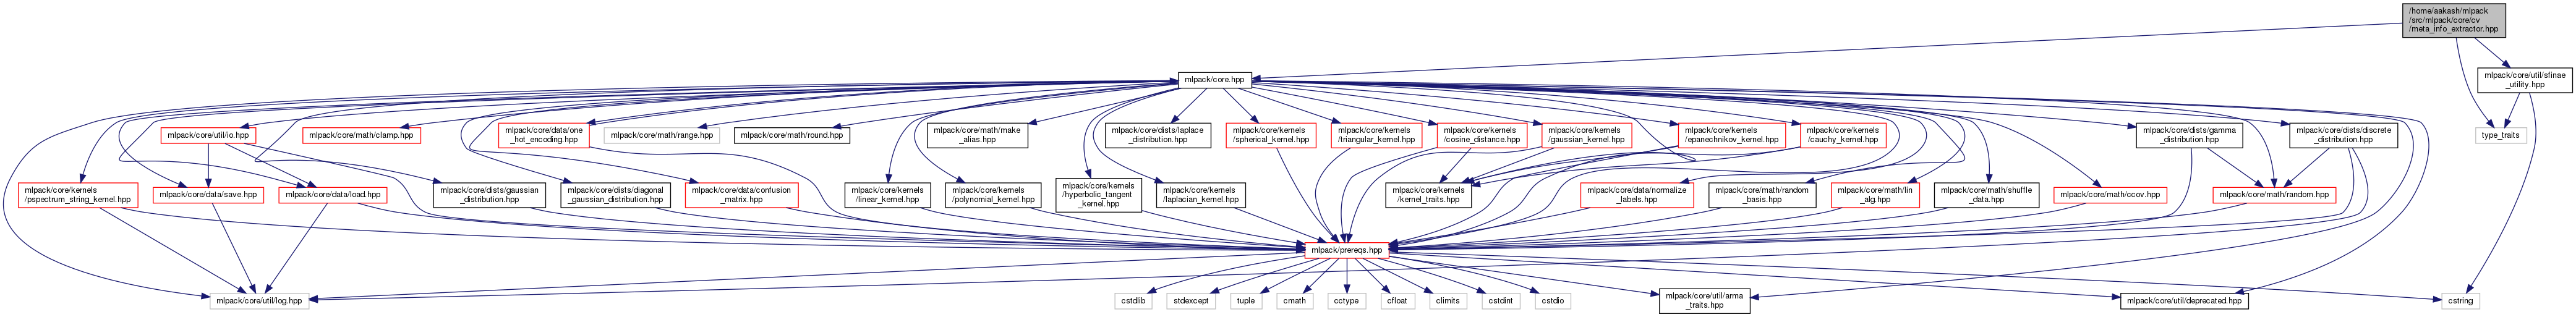 /home/aakash/mlpack
/src/mlpack/core/cv
/meta_info_extractor.hpp
mlpack/core.hpp
mlpack/core/util/sfinae
_utility.hpp
mlpack/core/util/io.hpp
mlpack/core/math/clamp.hpp
mlpack/core/data/one
_hot_encoding.hpp
mlpack/core/math/range.hpp
mlpack/core/math/round.hpp
mlpack/core/math/make
_alias.hpp
mlpack/core/dists/laplace
_distribution.hpp
mlpack/core/kernels
/spherical_kernel.hpp
mlpack/core/kernels
/triangular_kernel.hpp
mlpack/core/kernels
/cosine_distance.hpp
mlpack/core/kernels
/gaussian_kernel.hpp
mlpack/core/kernels
/epanechnikov_kernel.hpp
mlpack/core/kernels
/cauchy_kernel.hpp
mlpack/core/dists/gamma
_distribution.hpp
mlpack/core/dists/discrete
_distribution.hpp
type_traits
mlpack/core/kernels
/pspectrum_string_kernel.hpp
mlpack/core/data/save.hpp
mlpack/core/data/load.hpp
mlpack/core/dists/gaussian
_distribution.hpp
mlpack/core/dists/diagonal
_gaussian_distribution.hpp
mlpack/core/data/confusion
_matrix.hpp
mlpack/core/kernels
/linear_kernel.hpp
mlpack/core/kernels
/polynomial_kernel.hpp
mlpack/core/kernels
/hyperbolic_tangent
_kernel.hpp
mlpack/core/kernels
/laplacian_kernel.hpp
mlpack/core/kernels
/kernel_traits.hpp
mlpack/core/data/normalize
_labels.hpp
mlpack/core/math/random
_basis.hpp
mlpack/core/math/lin
_alg.hpp
mlpack/core/math/shuffle
_data.hpp
mlpack/core/math/ccov.hpp
mlpack/core/math/random.hpp
mlpack/prereqs.hpp
mlpack/core/util/log.hpp
cstdlib
stdexcept
tuple
cmath
cctype
cfloat
climits
cstdint
cstdio
mlpack/core/util/arma
_traits.hpp
mlpack/core/util/deprecated.hpp
cstring